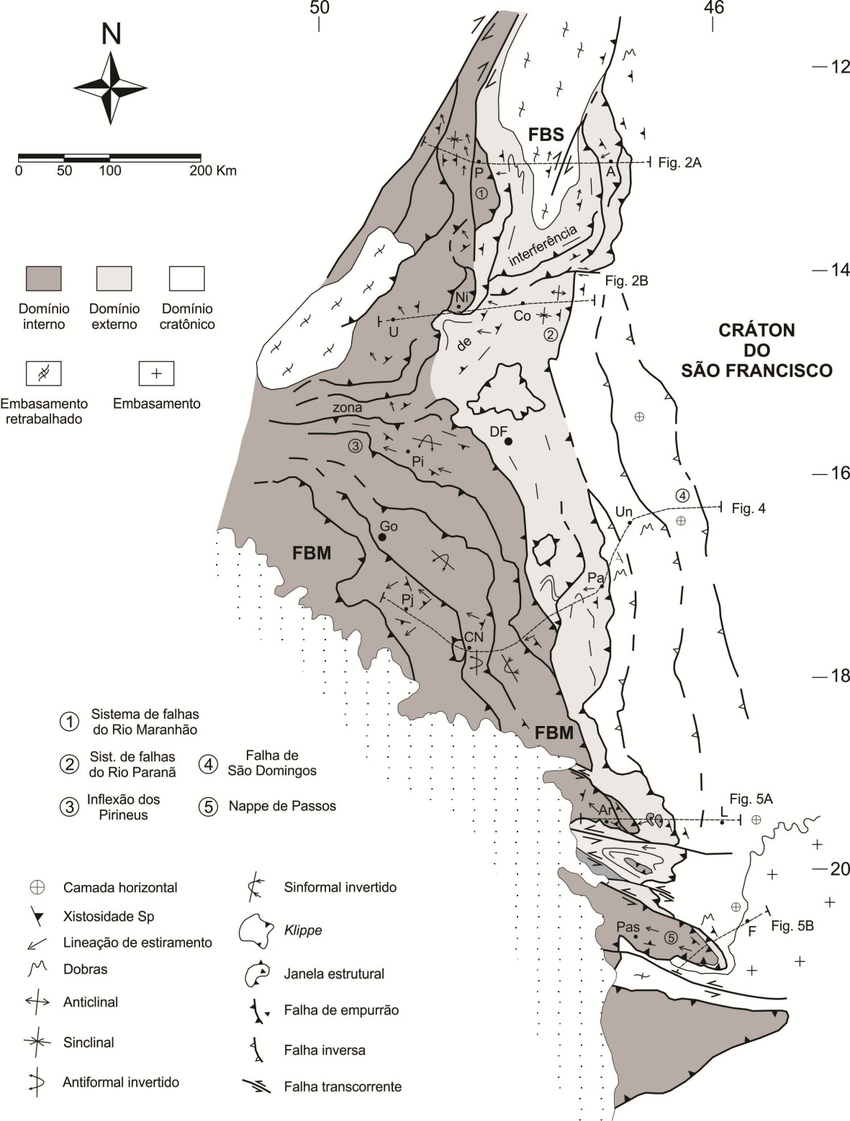 50
46
N
12
0
50
100
200 Km
FBS
Fig. 2A
P
A
1
interferência
14
Fig. 2B
Ni
U
Co
2
de
Domínio
interno
Domínio
externo
Domínio
cratônico
CRÁTON
DO
SÃO FRANCISCO
Embasamento
retrabalhado
Embasamento
zona
DF
3
Pi
16
4
Un
Fig. 4
Go
FBM
Pa
Pj
CN
18
1 Sistema de falhas
do Rio Maranhão
FBM
2 Sist. de falhas
do Rio Paranã
4 Falha de
São Domingos
3 Inflexão dos
Pirineus
5 Nappe de Passos
Fig. 5A
Ar
L
20
Camada horizontal
Xistosidade Sp
Lineação de estiramento
Dobras
Anticlinal
Sinclinal
Antiformal invertido
Sinformal invertido
Klippe
Janela estrutural
Falha de empurrão
Falha inversa
Falha transcorrente
Pas
5
F
Fig. 5B